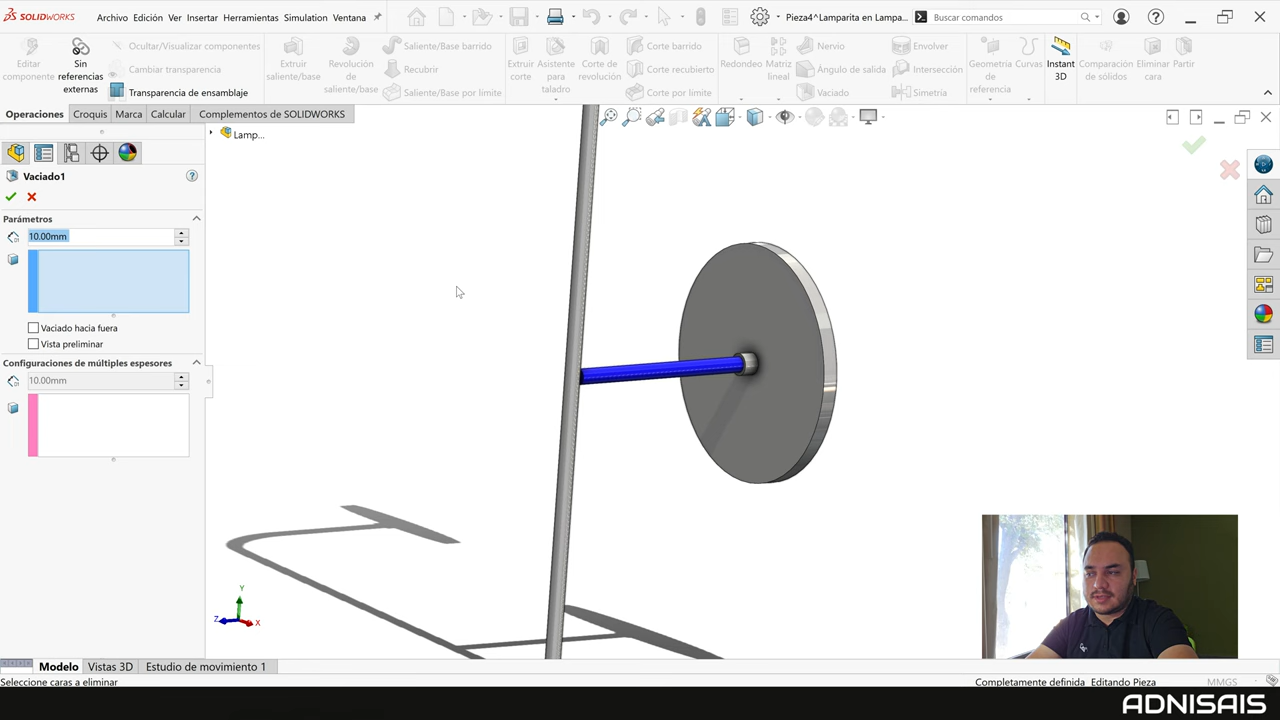 SOLIDWORKS
Archivo Edición Ver Insertar Herramientas Simulation Ventana
Pieza4^Lamparita en Lampa...
Buscar comandos
Editar componente
Sin referencias externas
Ocultar/Visualizar componentes
Cambiar transparencia
Transparencia de ensamblaje
Extruir saliente/base
Revolución de saliente/base
Saliente/Base barrido
Recubrir
Saliente/Base por límite
Extruir corte
Asistente para taladro
Corte de revolución
Corte barrido
Corte recubierto
Corte por límite
Redondeo
Matriz lineal
Nervio
Ángulo de salida
Vaciado
Envolver
Intersección
Simetría
Geometría de referencia
Curvas
Instant 3D
Comparación de sólidos
Eliminar cara
Partir
Operaciones Croquis Marca Calcular Complementos de SOLIDWORKS
Lamp...
Vaciado1
Parámetros
10.00mm
Vaciado hacia fuera
Vista preliminar
Configuraciones de múltiples espesores
10.00mm
Y
Z
X
Modelo Vistas 3D Estudio de movimiento 1
Seleccione caras a eliminar
Completamente definida Editando Pieza MMGS
ADNISAIS